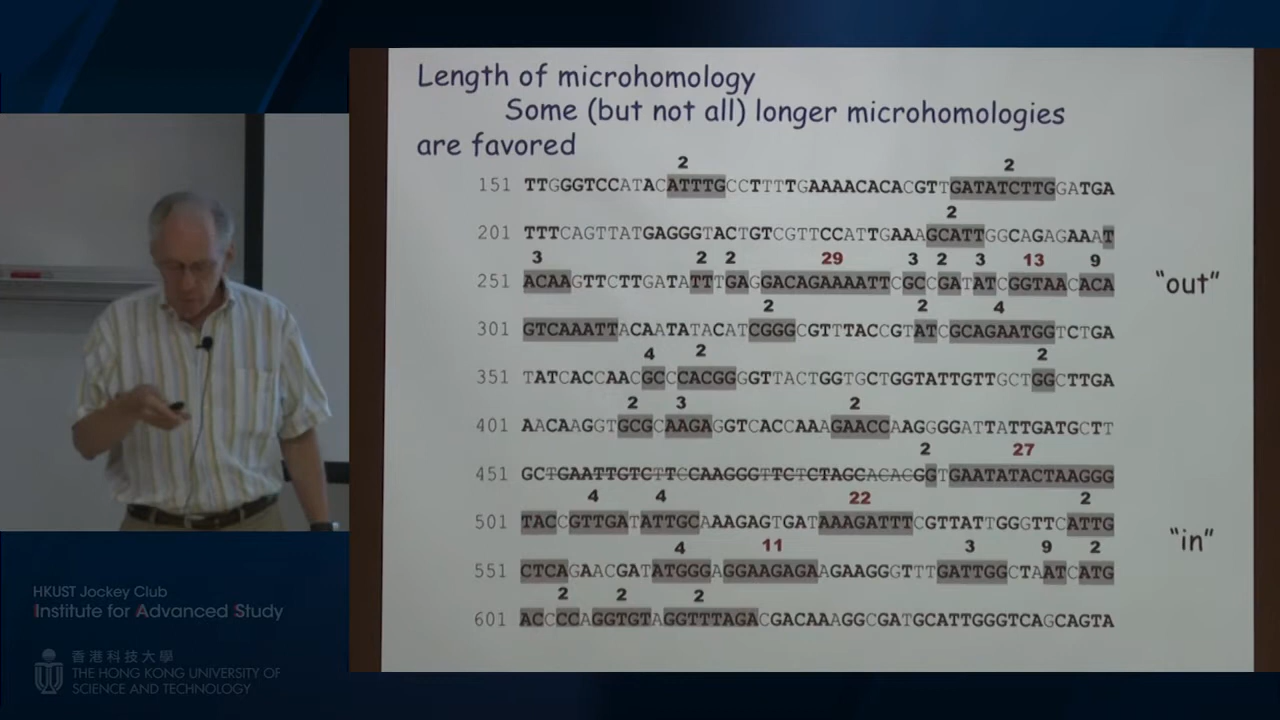 Length of microhomology
Some (but not all) longer microhomologies
are favored
2 2
151 TTGGGTCCATACATTTGCCTTTTGAAAACACACGTTGATATCTTGGATGA
2
201 TTTCAGTTATGAGGGTACTGTCGTTCCATTGAAAGCATTGGCAGAGAAAT
3 2 2 29 3 2 3 13 9
251 ACAAGTTCTTGATATTTGAGGACAGAAAATTCGCCGATATCGGTAACACA
"out"
2 2 4
301 GTCAAATTACAATATACATCGGGCGTTTACCGTATCGCAGAATGGTCTGA
4 2 2
351 TATCACCAACGCCCACGGGGTTACTGGTGCTGGTATTGTTGCTGGCTTGA
2 3 2
401 AACAAGGTGCGCAAGAGGTCACCAAAGAACCAAGGGGATTATTGATGCTT
2 27
451 GCTGAATTGTCTTCCAAGGGTTCTCTAGCACACGGTGAATATACTAAGGG
4 4 22 2
501 TACCGTTGATATTGCAAAGAGTGATAAAGATTTCGTTATTGGGTTCATTG
"in"
4 11 3 9 2
551 CTCAGAACGATATGGGAGGAAGAGAAGAAGGGTTTGATTGGCTAATCATG
2 2 2
601 ACCCCCAGGTGTAGGTTTAGACGACAAAGGCGATGCATTGGGTCAGCAGTA
HKUST Jockey Club
Institute for Advanced Study
香港科技大學
THE HONG KONG UNIVERSITY OF
SCIENCE AND TECHNOLOGY